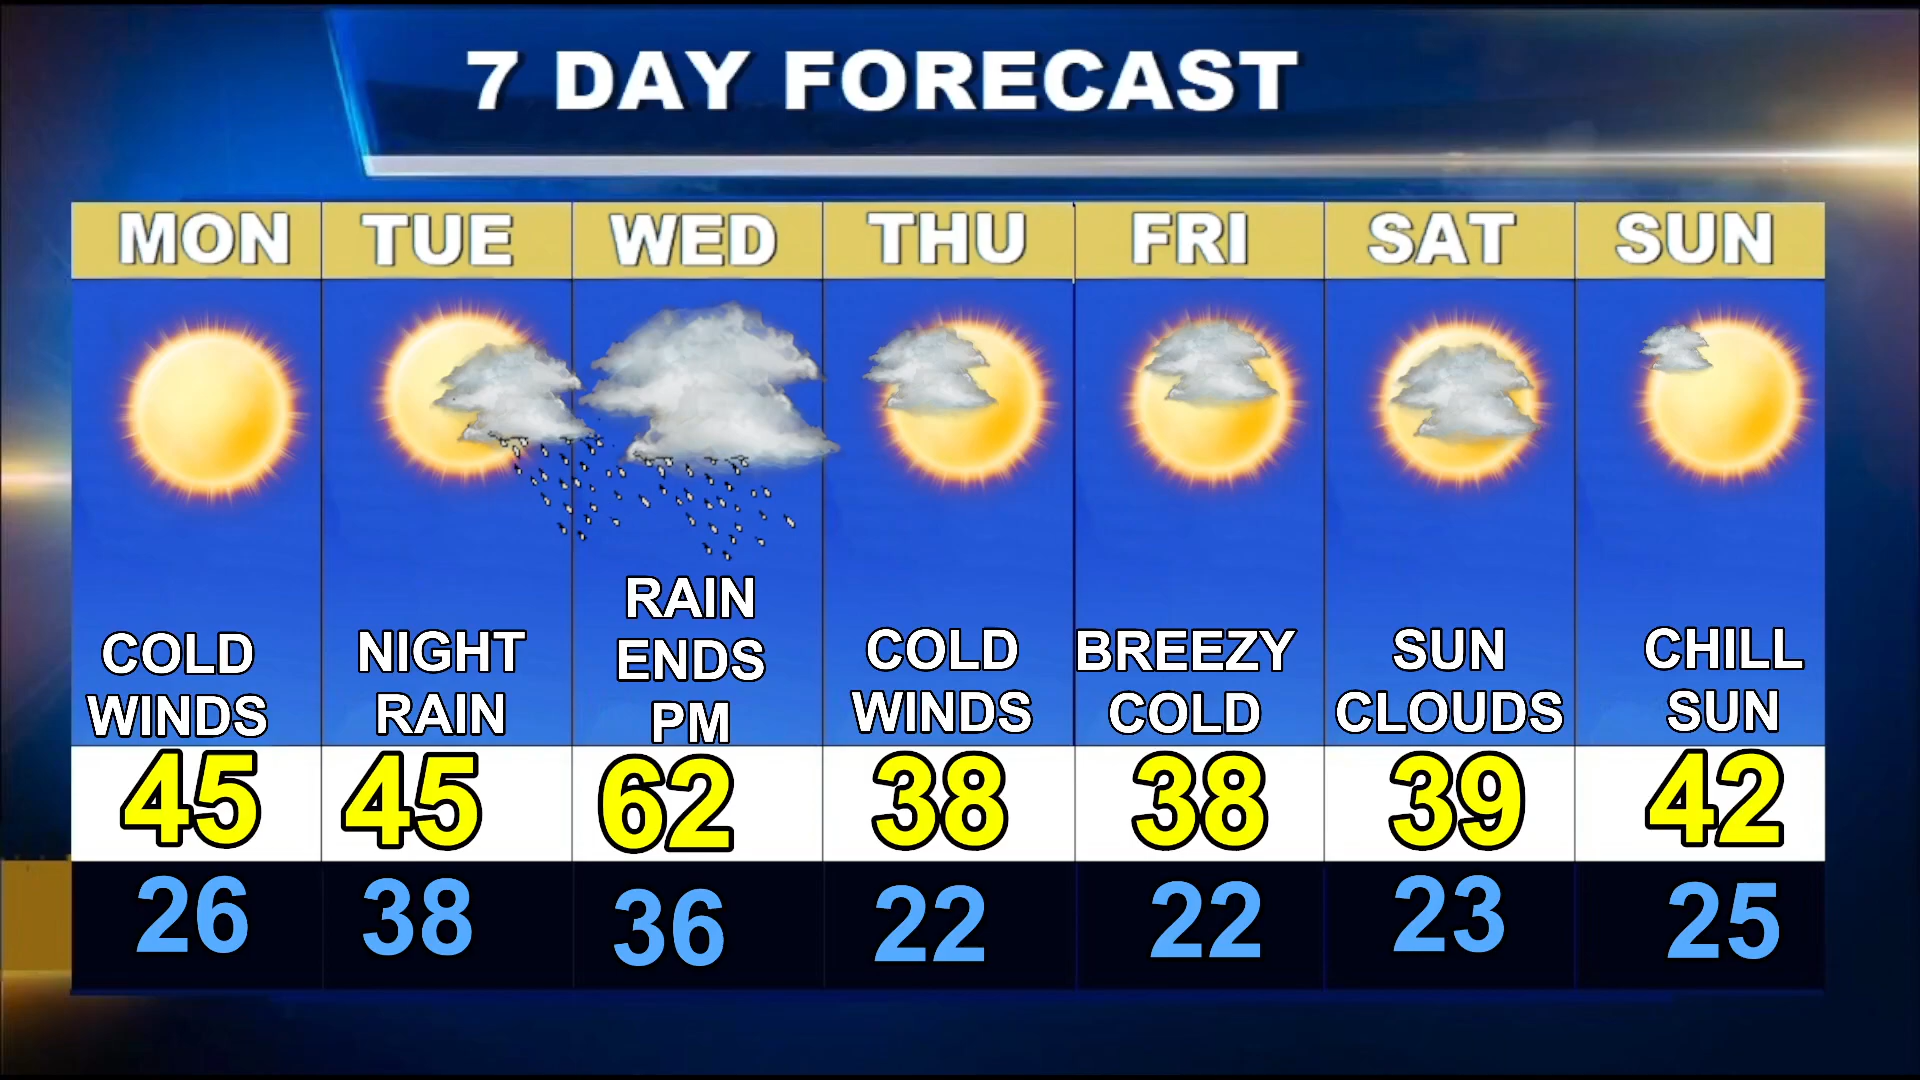 7 DAY FORECAST
MON TUE WED THU FRI SAT SUN
COLD
WINDS
NIGHT
RAIN
RAIN
ENDS
PM
COLD
WINDS
BREEZY
COLD
SUN
CLOUDS
CHILL
SUN
45 45 62 38 38 39 42
26 38 36 22 22 23 25